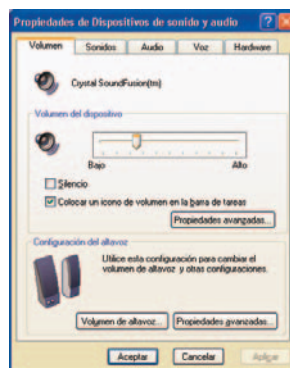 Propiedades de Dispositivos de sonido y audio
Volumen Sonidos Audio Voz Hardware
Crystal SoundFusion(tm)
Volumen del dispositivo
Bajo Alto
Silencio
Colocar un icono de volumen en la barra de tareas
Propiedades avanzadas...
Configuración del altavoz
Utilice esta configuración para cambiar el
volumen de altavoz y otras configuraciones.
Volumen de altavoz... Propiedades avanzadas...
Aceptar Cancelar Aplicar